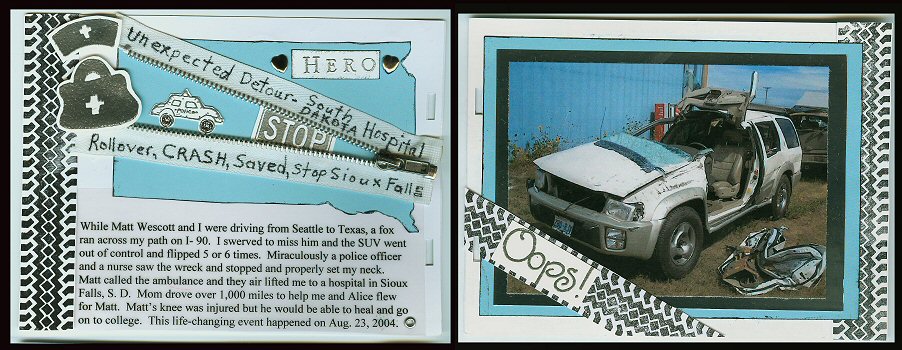 Unexpected Detour- South DAKOTA Hospital
HERO
POLICE
STOP!
Rollover, CRASH, Saved, Stop Sioux Falls
While Matt Wescott and I were driving from Seattle to Texas, a fox
ran across my path on I- 90.  I swerved to miss him and the SUV went
out of control and flipped 5 or 6 times.  Miraculously a police officer
and a nurse saw the wreck and stopped and properly set my neck.
Matt called the ambulance and they air lifted me to a hospital in Sioux
Falls, S. D.  Mom drove over 1,000 miles to help me and Alice flew
for Matt.  Matt's knee was injured but he would be able to heal and go
on to college.  This life-changing event happened on Aug. 23, 2004.
Oops!